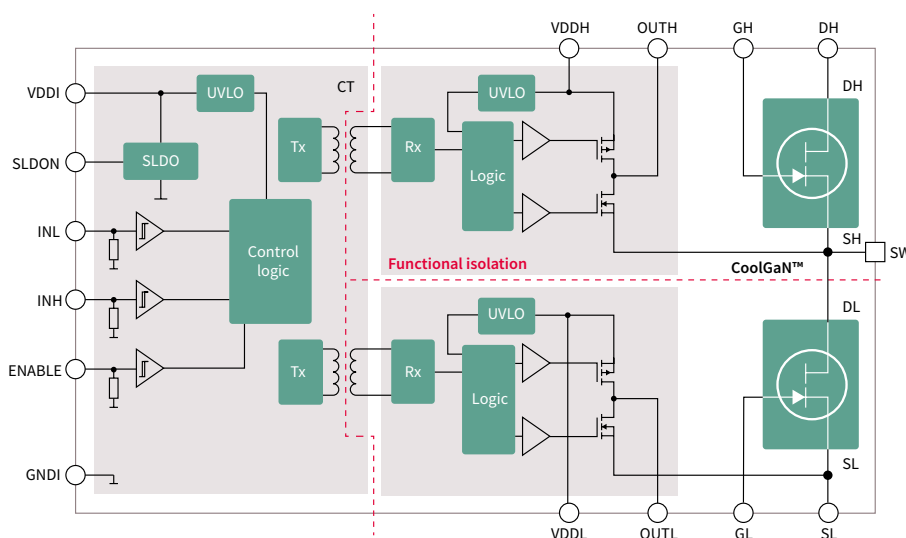 VDDH
OUTH
GH
DH
VDDI
UVLO
CT
UVLO
DH
SLDON
SLDO
Tx
Rx
Logic
INL
Control
logic
SH
SW
Functional isolation
CoolGaN™
INH
UVLO
DL
ENABLE
Tx
Rx
Logic
GNDI
SL
VDDL
OUTL
GL
SL